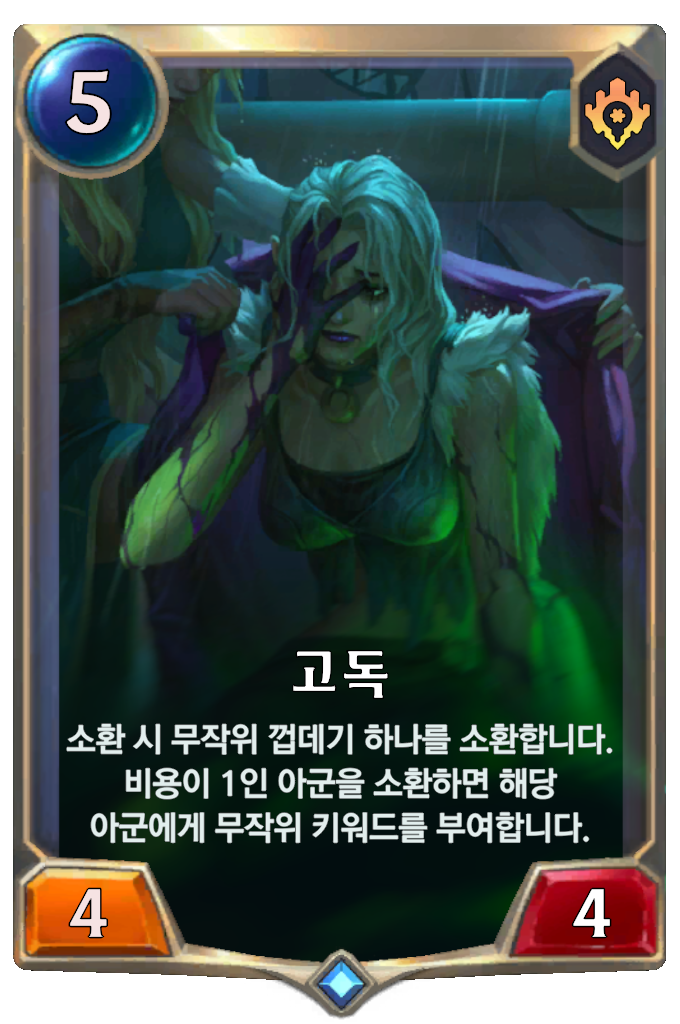 5
고독
소환 시 무작위 껍데기 하나를 소환합니다.
비용이 1인 아군을 소환하면 해당
아군에게 무작위 키워드를 부여합니다.
4
4